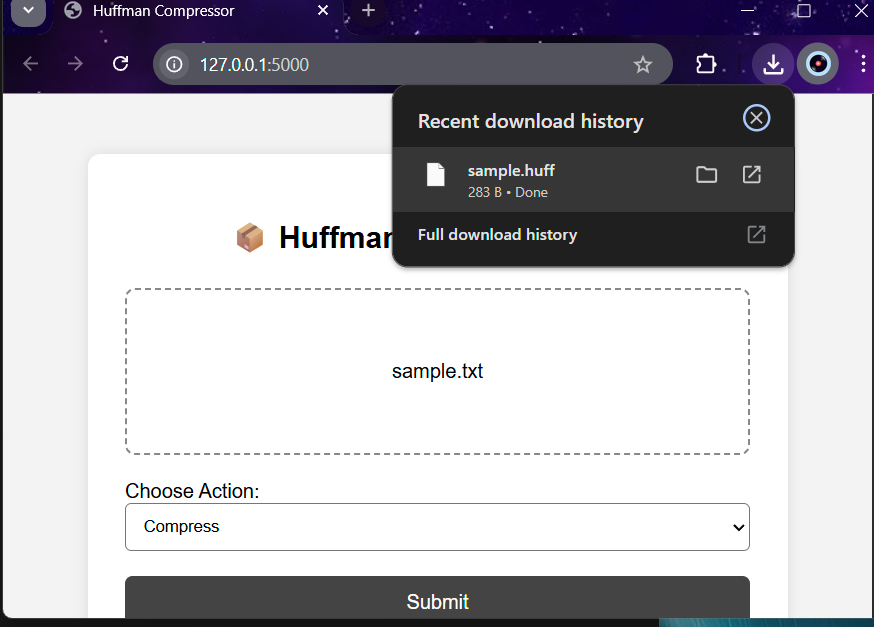 Huffman Compressor
127.0.0.1:5000
Recent download history
sample.huff
283 B • Done
Full download history
Huffman
sample.txt
Choose Action:
Compress
Submit